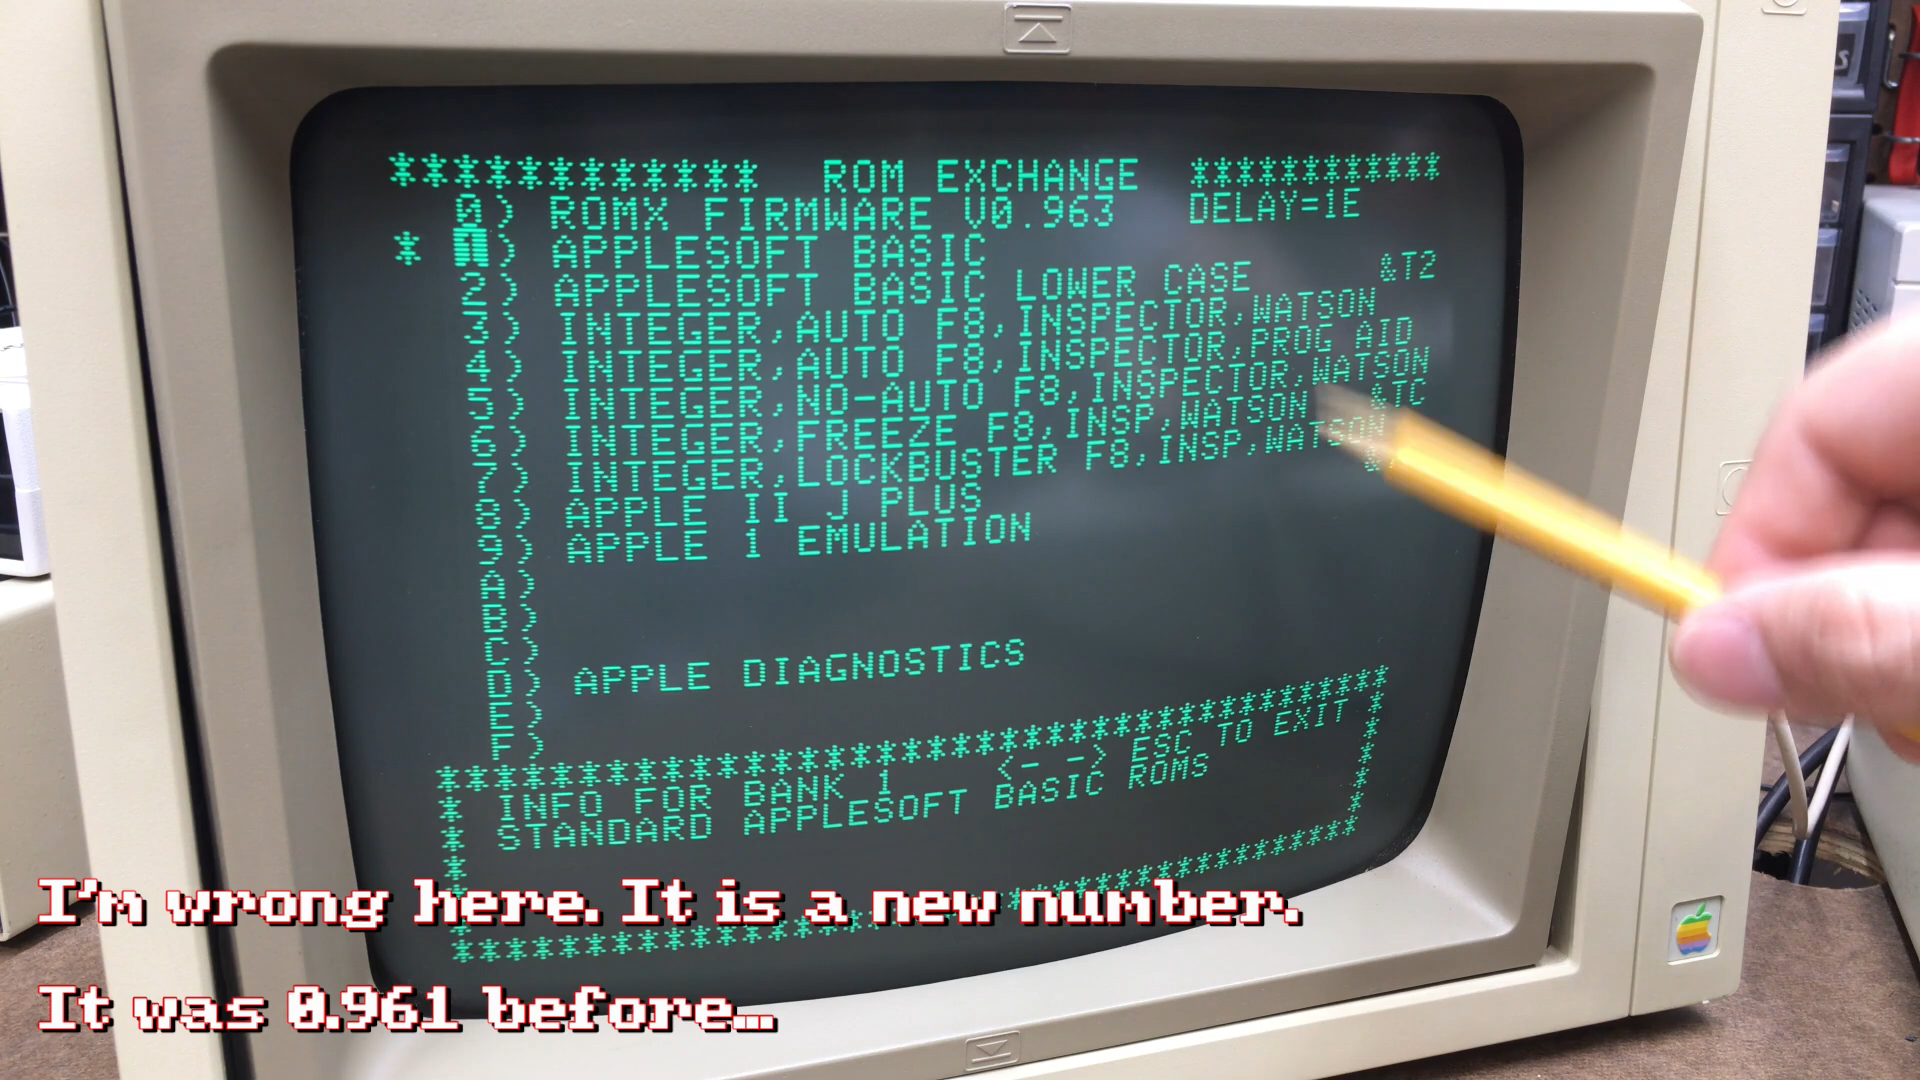 ************ ROM EXCHANGE ************
0) ROMX FIRMWARE V0.963 DELAY=1E
* 1) APPLESOFT BASIC
2) APPLESOFT BASIC LOWER CASE &T2
3) INTEGER,AUTO F8,INSPECTOR,WATSON
4) INTEGER,AUTO F8,INSPECTOR,PROG AID
5) INTEGER,NO-AUTO F8,INSPECTOR,WATSON
6) INTEGER,FREEZE F8,INSP,WATSON &TC
7) INTEGER,LOCKBUSTER F8,INSP,WATSON
8) APPLE II J PLUS
9) APPLE 1 EMULATION
A)
B)
C)
D) APPLE DIAGNOSTICS
E)
F)
****************************************
* INFO FOR BANK 1 <- -> ESC TO EXIT *
* STANDARD APPLESOFT BASIC ROMS *
* *
* *
****************************************
I'm wrong here. It is a new number.
It was 0.961 before...